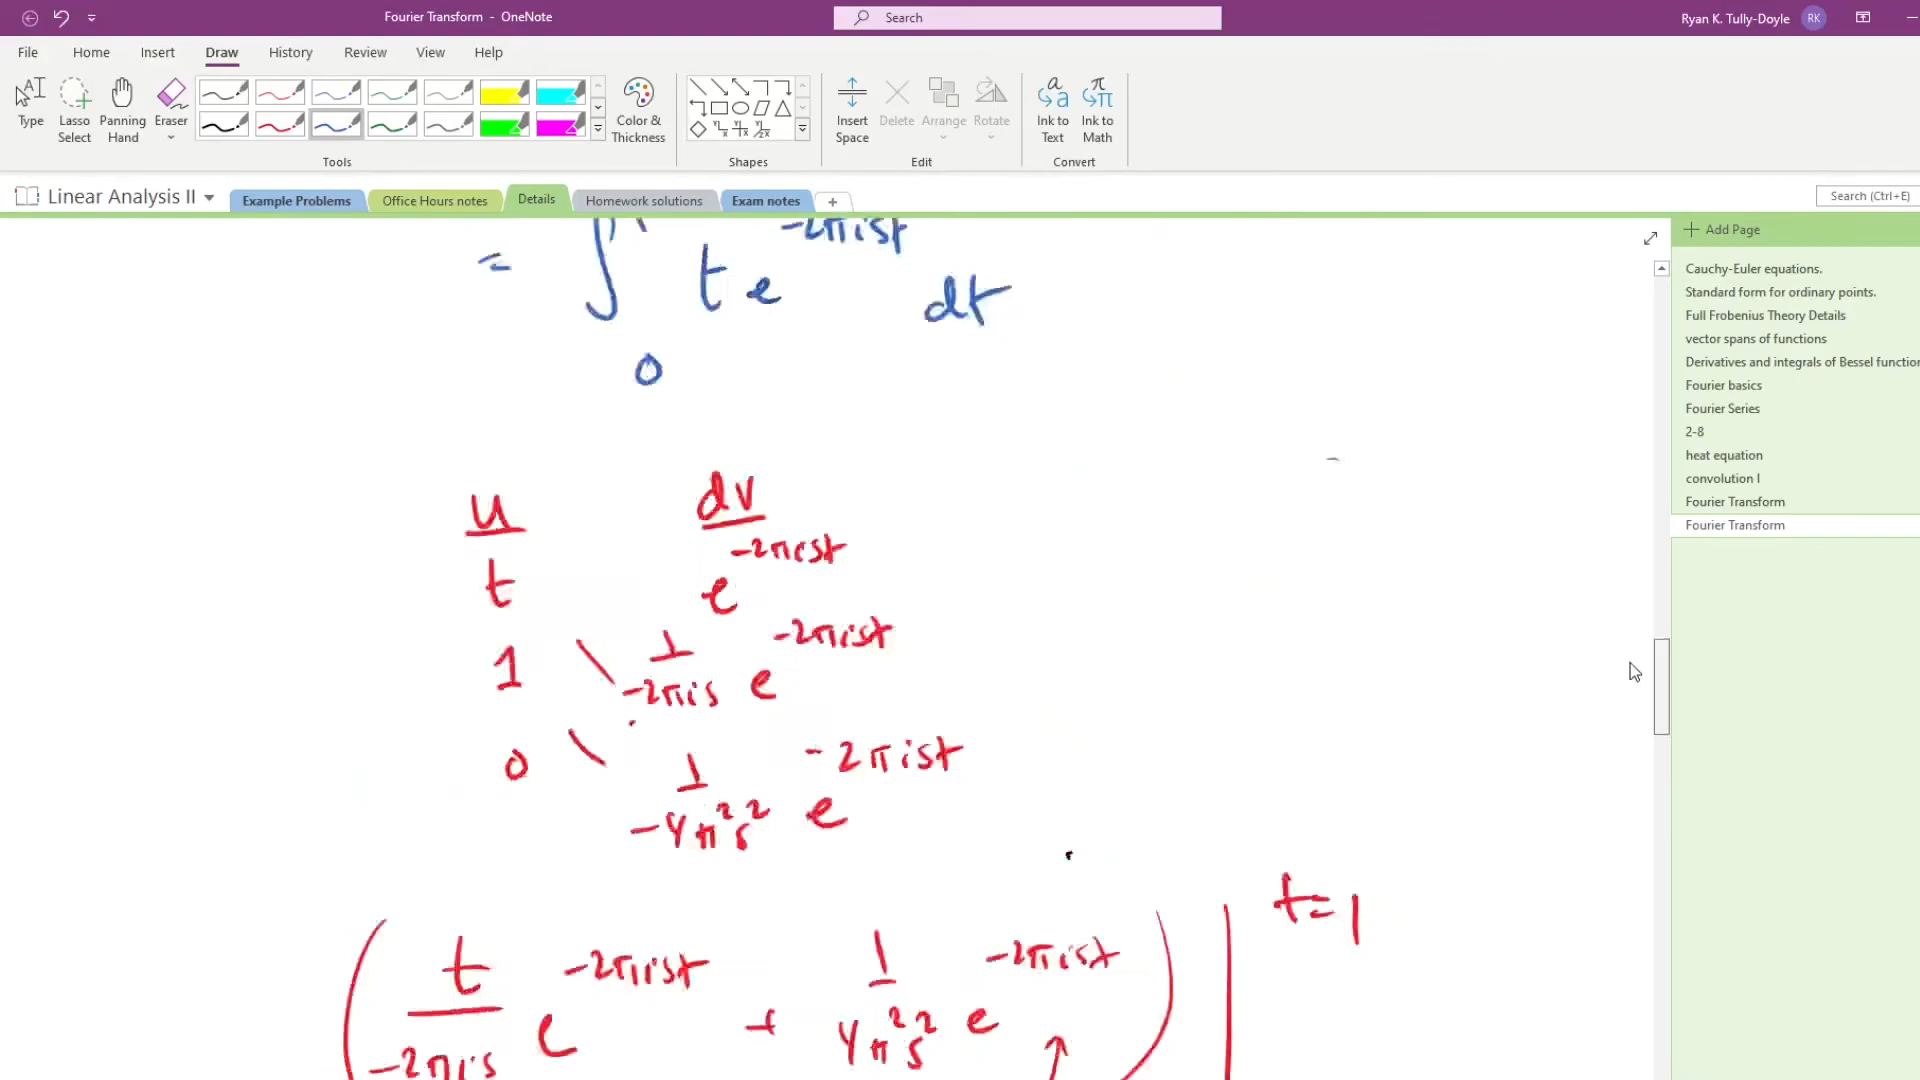 Fourier Transform - OneNote
Search
Ryan K. Tully-Doyle RK
File Home Insert Draw History Review View Help
Type
Lasso Select
Panning Hand
Eraser
Color & Thickness
Insert Space
Delete
Arrange
Rotate
Ink to Text
Ink to Math
Tools
Shapes
Edit
Convert
Linear Analysis II
Example Problems Office Hours notes Details Homework solutions Exam notes +
Search (Ctrl+E)
Add Page
Cauchy-Euler equations.
Standard form for ordinary points.
Full Frobenius Theory Details
vector spans of functions
Derivatives and integrals of Bessel function
Fourier basics
Fourier Series
2-8
heat equation
convolution I
Fourier Transform
Fourier Transform
= ∫₀ t e^{-2πist} dt
u dv
t e^{-2πist}
1 \ 1/(-2πis) e^{-2πist}
0 \ 1/(-4π²s²) e^{-2πist}
( t/(-2πis) e^{-2πist} + 1/(4π²s²) e^{-2πist} ) | t=1